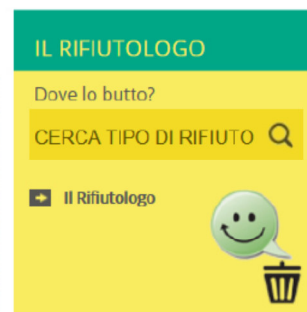 IL RIFIUTOLOGO
Dove lo butto?
CERCA TIPO DI RIFIUTO
Il Rifiutologo